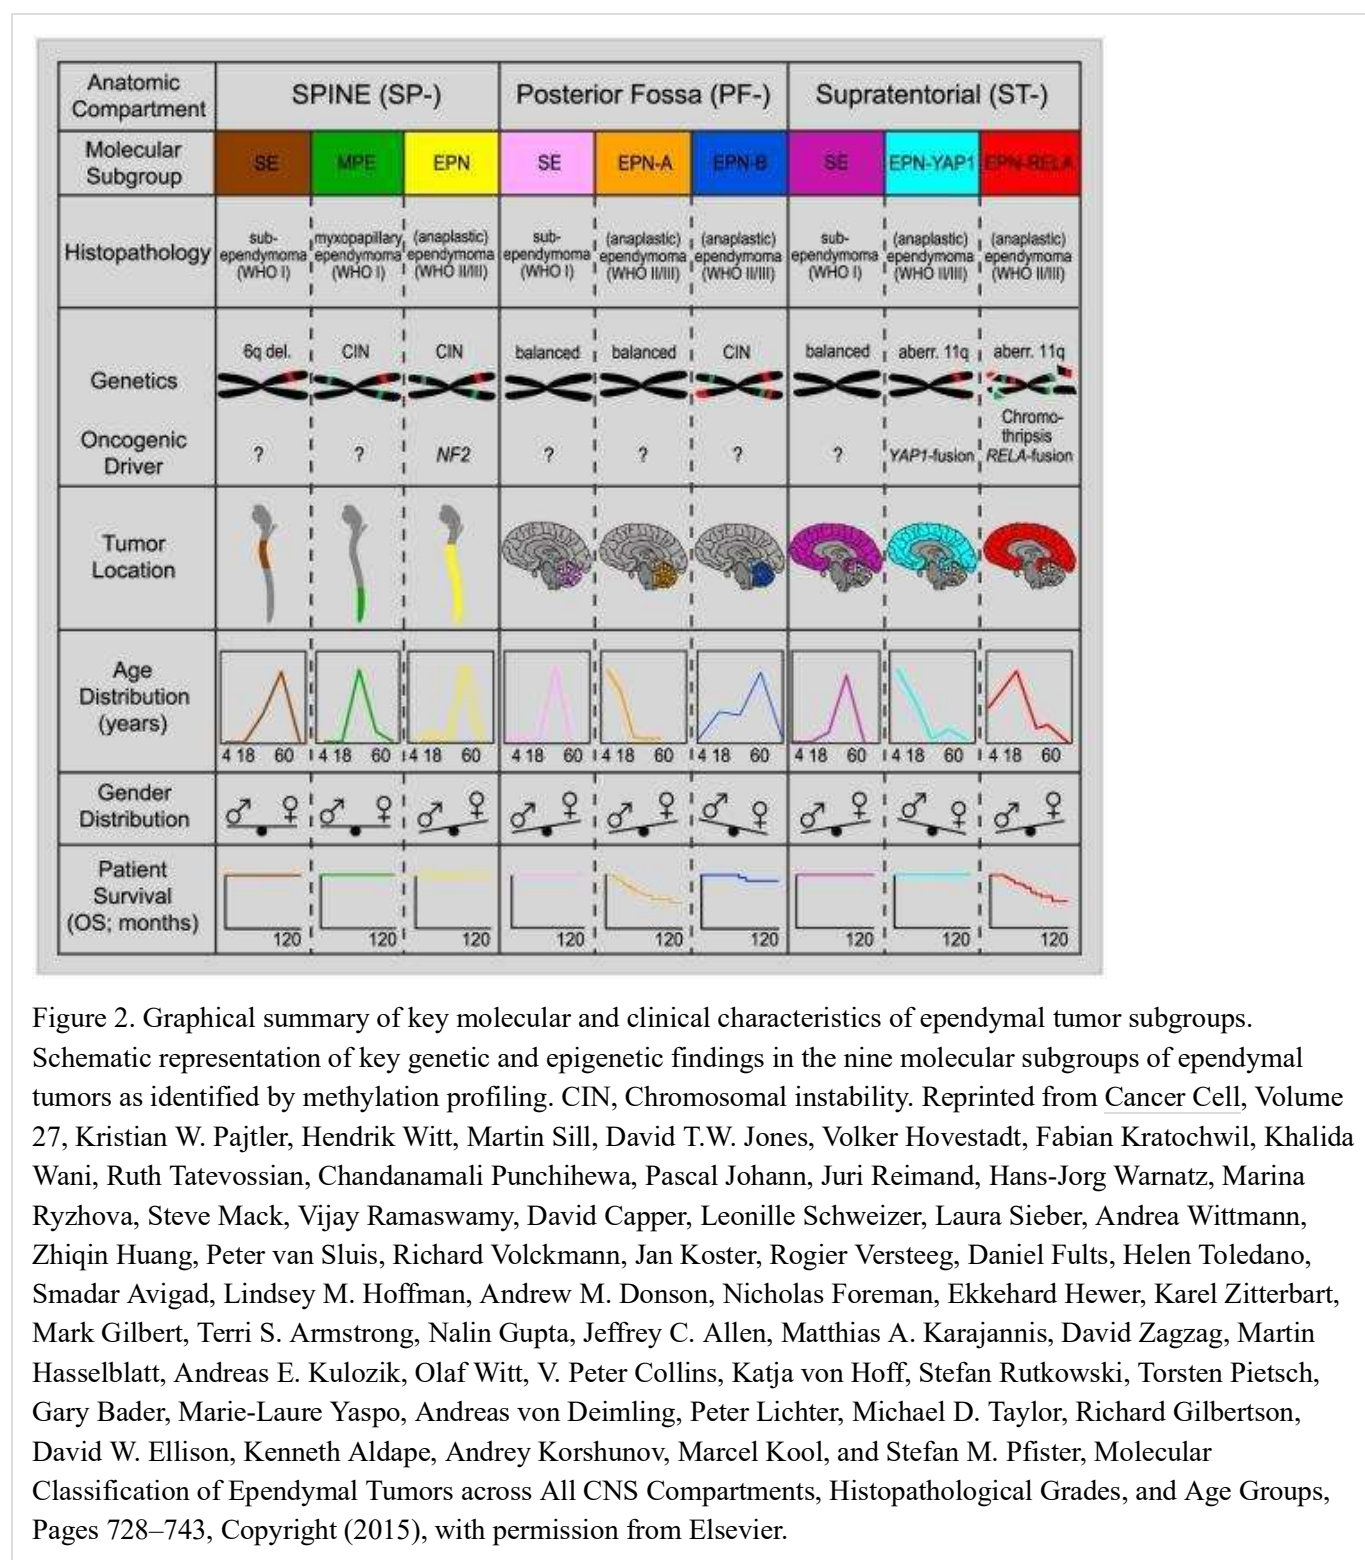 Anatomic
Compartment
SPINE (SP-)
Posterior Fossa (PF-)
Supratentorial (ST-)
Molecular
Subgroup
SE
MPE
EPN
SE
EPN-A
EPN-B
SE
EPN-YAP1
EPN-RELA
Histopathology
sub-
ependymoma
(WHO I)
myxopapillary
ependymoma
(WHO I)
(anaplastic)
ependymoma
(WHO II/III)
sub-
ependymoma
(WHO I)
(anaplastic)
ependymoma
(WHO II/III)
(anaplastic)
ependymoma
(WHO II/III)
sub-
ependymoma
(WHO I)
(anaplastic)
ependymoma
(WHO II/III)
(anaplastic)
ependymoma
(WHO II/III)
Genetics
6q del.
CIN
CIN
balanced
balanced
CIN
balanced
aberr. 11q
aberr. 11q
Chromo-
thripsis
Oncogenic
Driver
?
?
NF2
?
?
?
?
YAP1-fusion
RELA-fusion
Tumor
Location
Age
Distribution
(years)
4 18 60
4 18 60
4 18 60
4 18 60
4 18 60
4 18 60
4 18 60
4 18 60
4 18 60
Gender
Distribution
♂ ♀
♂ ♀
♂ ♀
♂ ♀
♂ ♀
♂ ♀
♂ ♀
♂ ♀
♂ ♀
Patient
Survival
(OS; months)
120
120
120
120
120
120
120
120
120
Figure 2. Graphical summary of key molecular and clinical characteristics of ependymal tumor subgroups.
Schematic representation of key genetic and epigenetic findings in the nine molecular subgroups of ependymal
tumors as identified by methylation profiling. CIN, Chromosomal instability. Reprinted from Cancer Cell, Volume
27, Kristian W. Pajtler, Hendrik Witt, Martin Sill, David T.W. Jones, Volker Hovestadt, Fabian Kratochwil, Khalida
Wani, Ruth Tatevossian, Chandanamali Punchihewa, Pascal Johann, Juri Reimand, Hans-Jorg Warnatz, Marina
Ryzhova, Steve Mack, Vijay Ramaswamy, David Capper, Leonille Schweizer, Laura Sieber, Andrea Wittmann,
Zhiqin Huang, Peter van Sluis, Richard Volckmann, Jan Koster, Rogier Versteeg, Daniel Fults, Helen Toledano,
Smadar Avigad, Lindsey M. Hoffman, Andrew M. Donson, Nicholas Foreman, Ekkehard Hewer, Karel Zitterbart,
Mark Gilbert, Terri S. Armstrong, Nalin Gupta, Jeffrey C. Allen, Matthias A. Karajannis, David Zagzag, Martin
Hasselblatt, Andreas E. Kulozik, Olaf Witt, V. Peter Collins, Katja von Hoff, Stefan Rutkowski, Torsten Pietsch,
Gary Bader, Marie-Laure Yaspo, Andreas von Deimling, Peter Lichter, Michael D. Taylor, Richard Gilbertson,
David W. Ellison, Kenneth Aldape, Andrey Korshunov, Marcel Kool, and Stefan M. Pfister, Molecular
Classification of Ependymal Tumors across All CNS Compartments, Histopathological Grades, and Age Groups,
Pages 728–743, Copyright (2015), with permission from Elsevier.